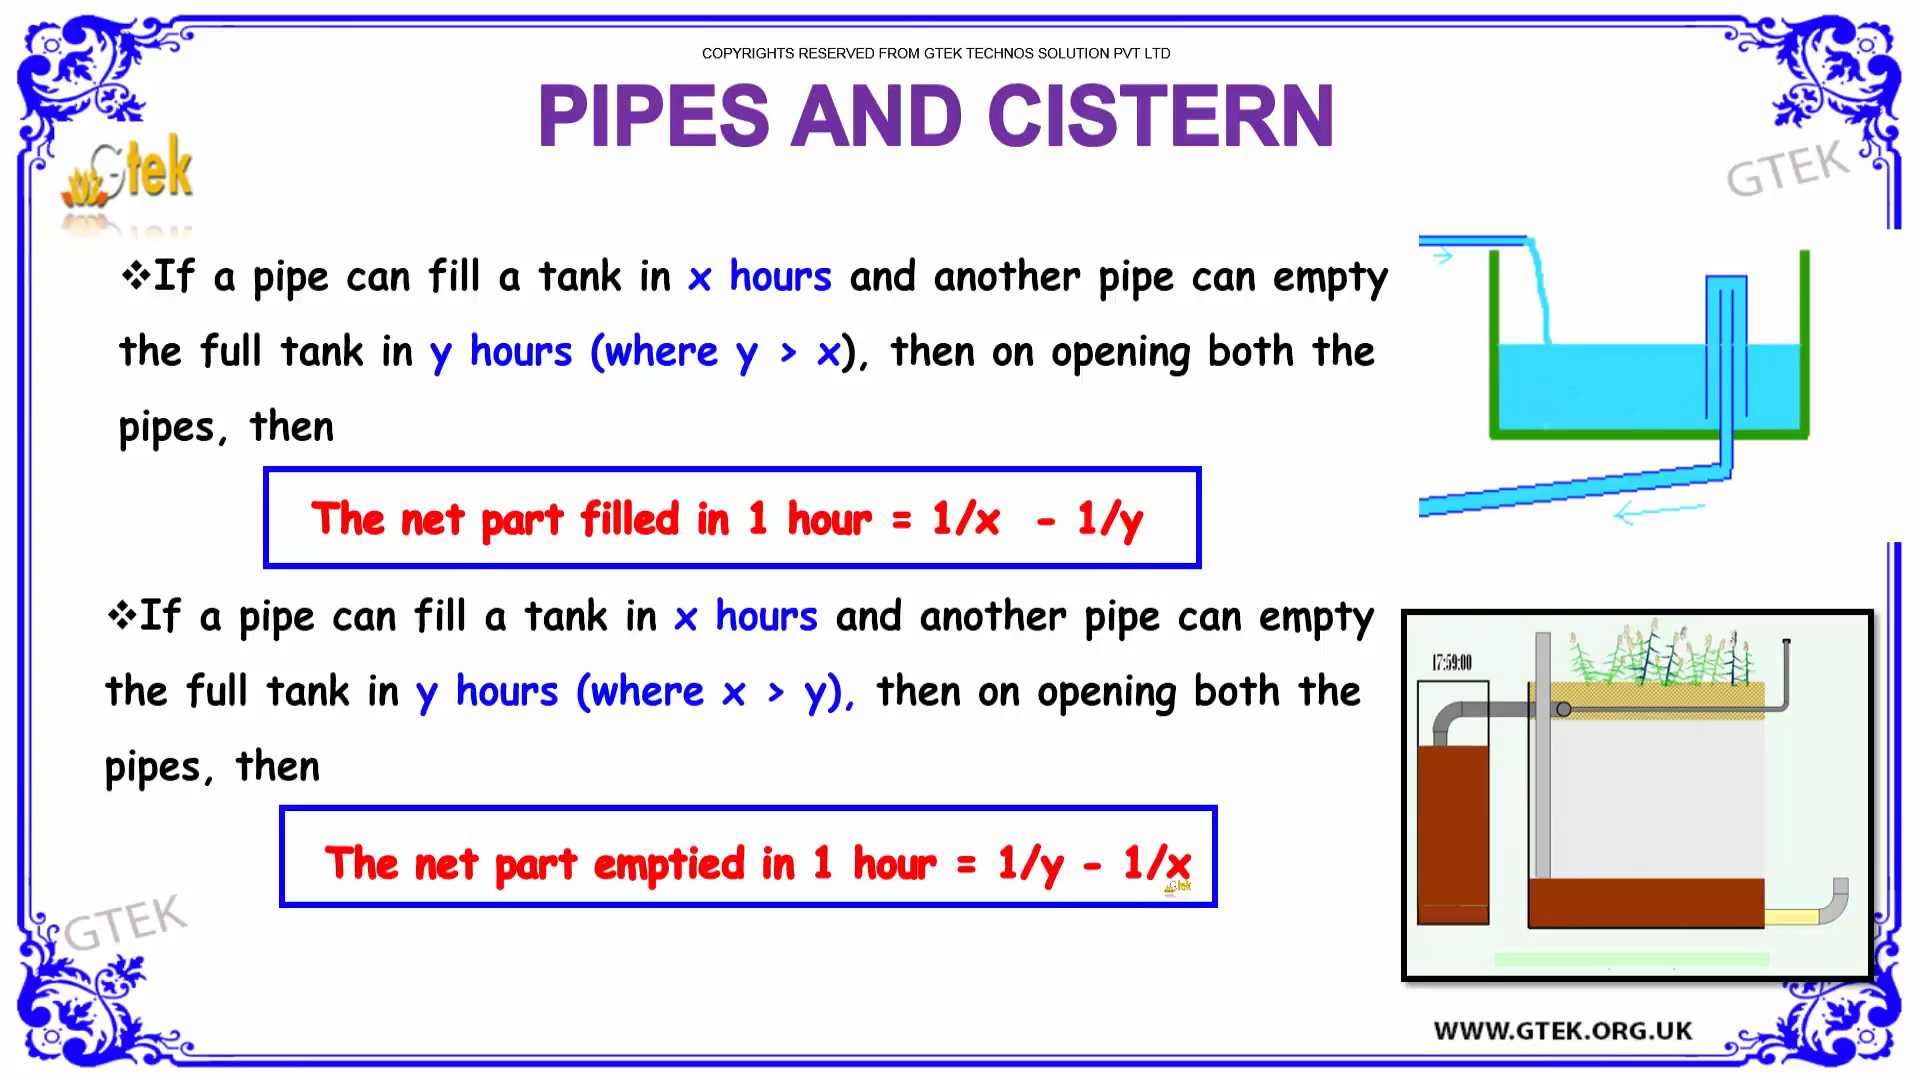 COPYRIGHTS RESERVED FROM GTEK TECHNOS SOLUTION PVT LTD
PIPES AND CISTERN
Gtek
GTEK
❖If a pipe can fill a tank in x hours and another pipe can empty
the full tank in y hours (where y > x), then on opening both the
pipes, then
The net part filled in 1 hour = 1/x - 1/y
❖If a pipe can fill a tank in x hours and another pipe can empty
the full tank in y hours (where x > y), then on opening both the
pipes, then
17:59:00
The net part emptied in 1 hour = 1/y - 1/x
Gtek
GTEK
WWW.GTEK.ORG.UK